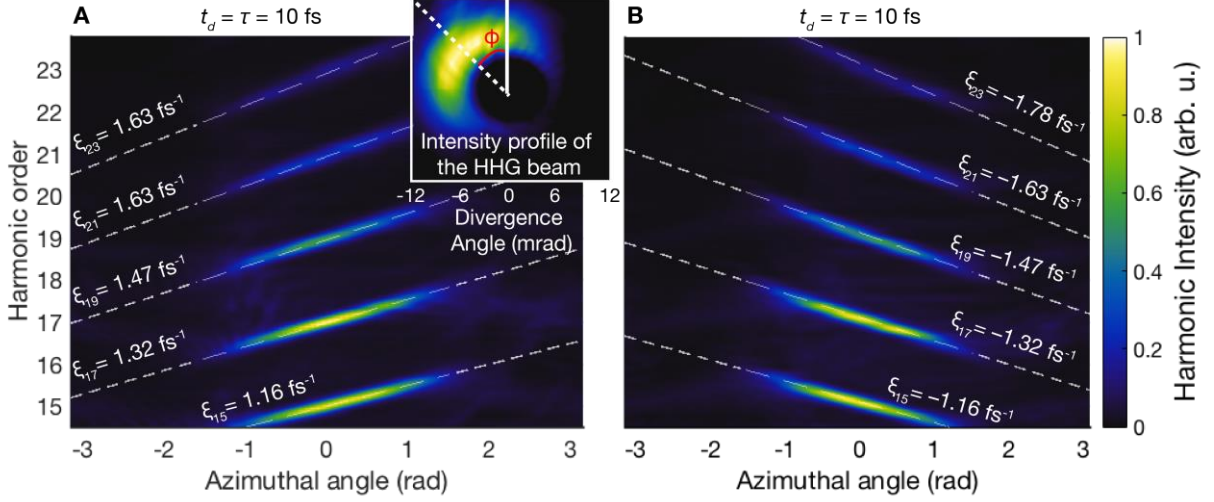 A
t_d = τ = 10 fs
B
t_d = τ = 10 fs
ϕ
Intensity profile of
the HHG beam
-12 -6 0 6 12
Divergence
Angle (mrad)
Harmonic order
23
22
21
20
19
18
17
16
15
ξ₂₃= 1.63 fs⁻¹
ξ₂₁= 1.63 fs⁻¹
ξ₁₉= 1.47 fs⁻¹
ξ₁₇= 1.32 fs⁻¹
ξ₁₅= 1.16 fs⁻¹
-3 -2 -1 0 1 2 3
Azimuthal angle (rad)
ξ₂₃=−1.78 fs⁻¹
ξ₂₁=−1.63 fs⁻¹
ξ₁₉=−1.47 fs⁻¹
ξ₁₇=−1.32 fs⁻¹
ξ₁₅=−1.16 fs⁻¹
-3 -2 -1 0 1 2 3
Azimuthal angle (rad)
1
0.8
0.6
0.4
0.2
0
Harmonic Intensity (arb. u.)